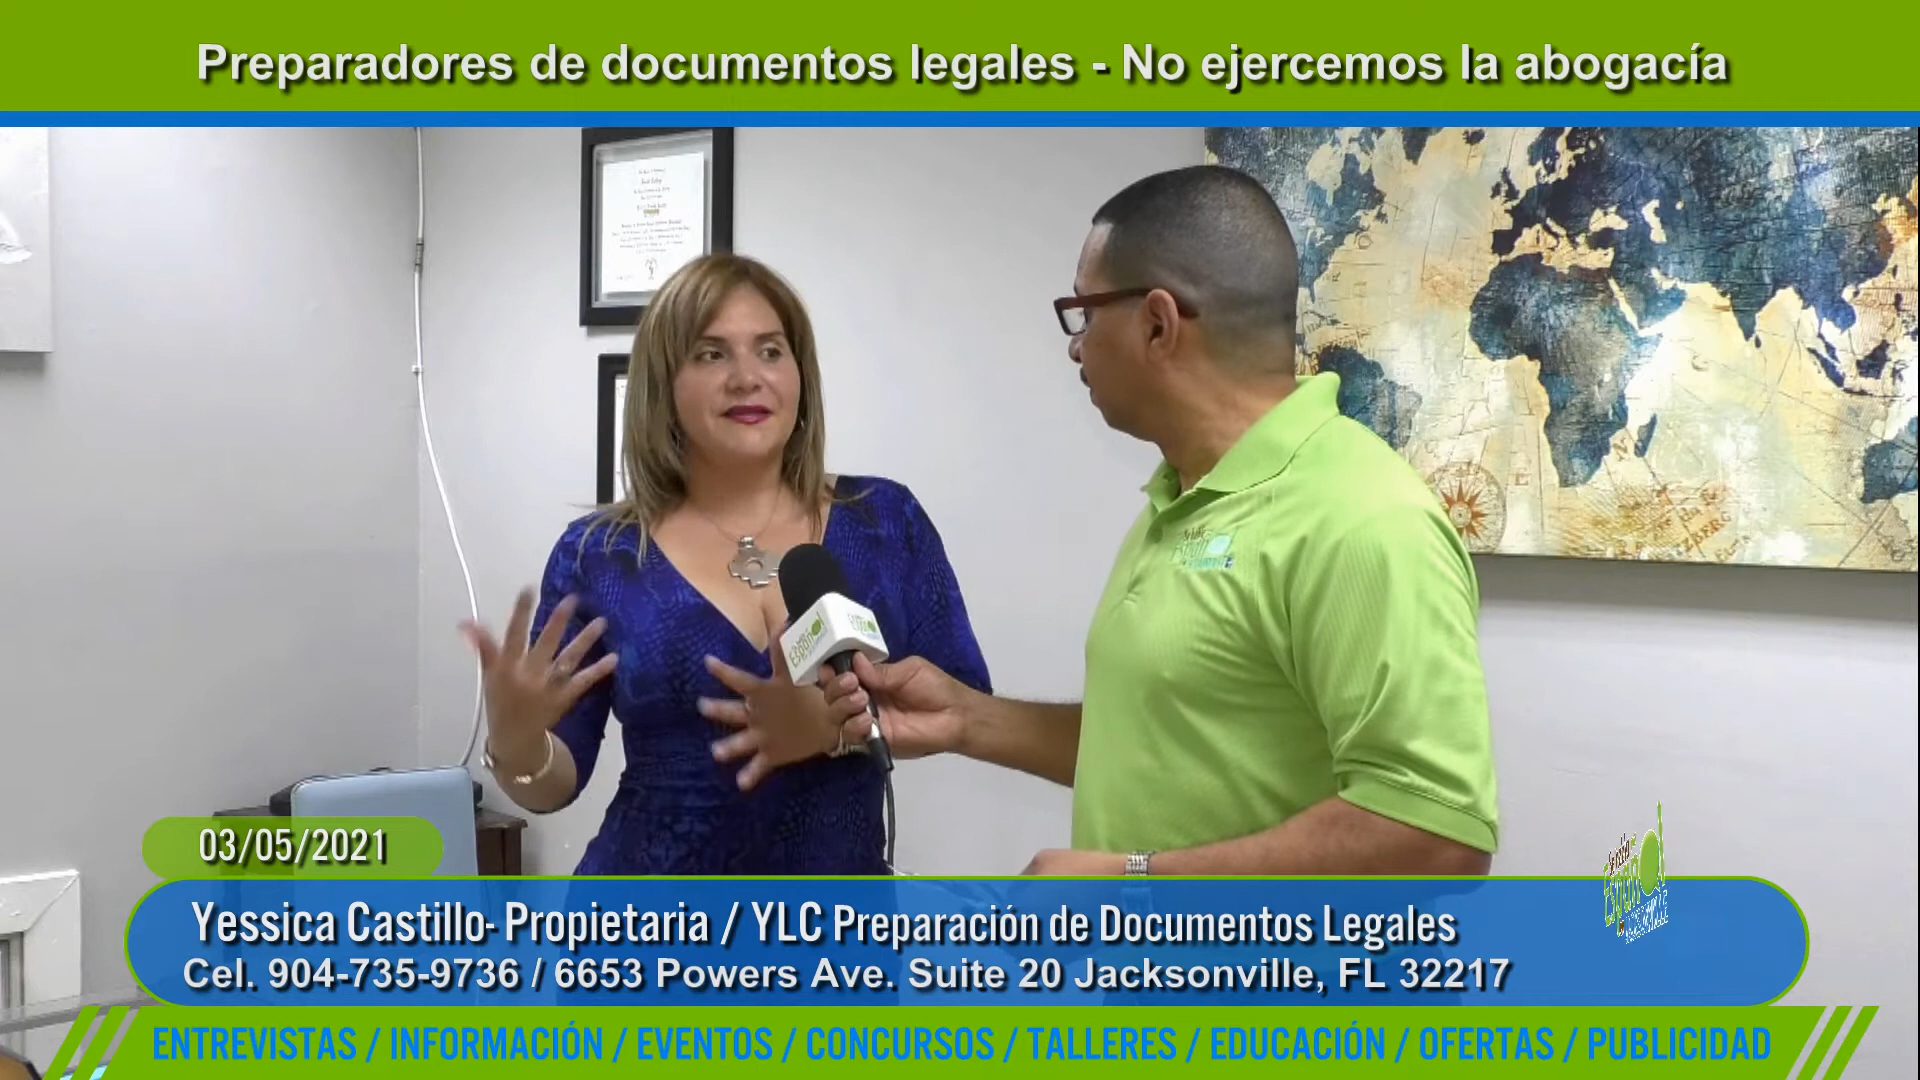 Preparadores de documentos legales - No ejercemos la abogacía
Español
03/05/2021
Yessica Castillo- Propietaria / YLC Preparación de Documentos Legales
Cel. 904-735-9736 / 6653 Powers Ave. Suite 20 Jacksonville, FL 32217
ENTREVISTAS / INFORMACIÓN / EVENTOS / CONCURSOS / TALLERES / EDUCACIÓN / OFERTAS / PUBLICIDAD